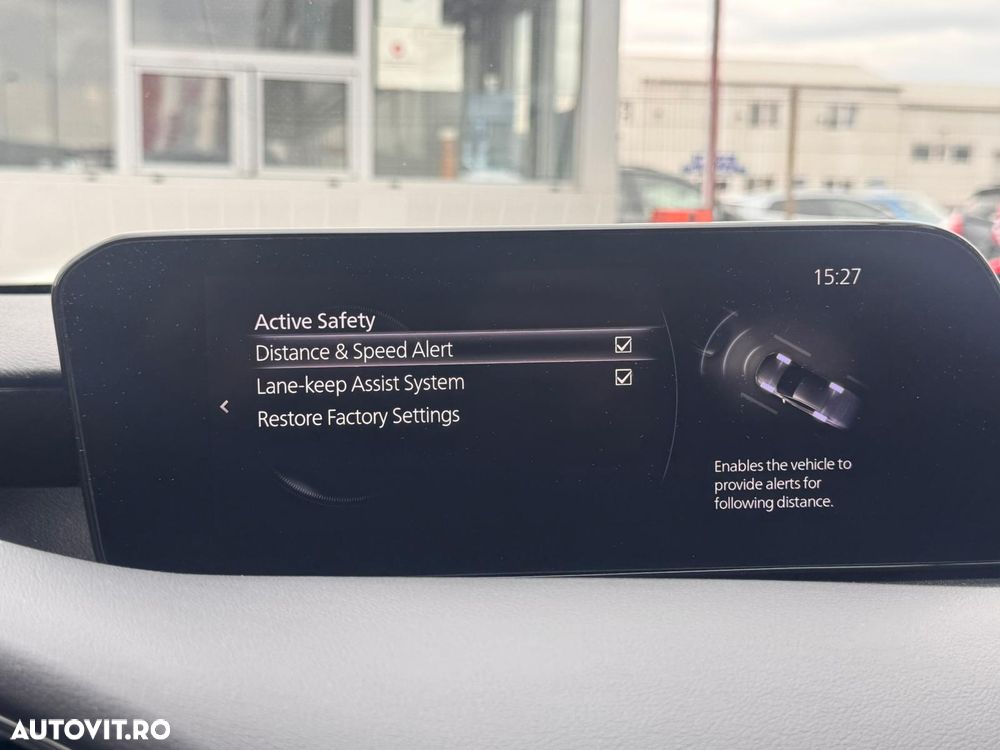 15:27
Active Safety
Distance & Speed Alert
Lane-keep Assist System
Restore Factory Settings
Enables the vehicle to
provide alerts for
following distance.
AUTOVIT.RO